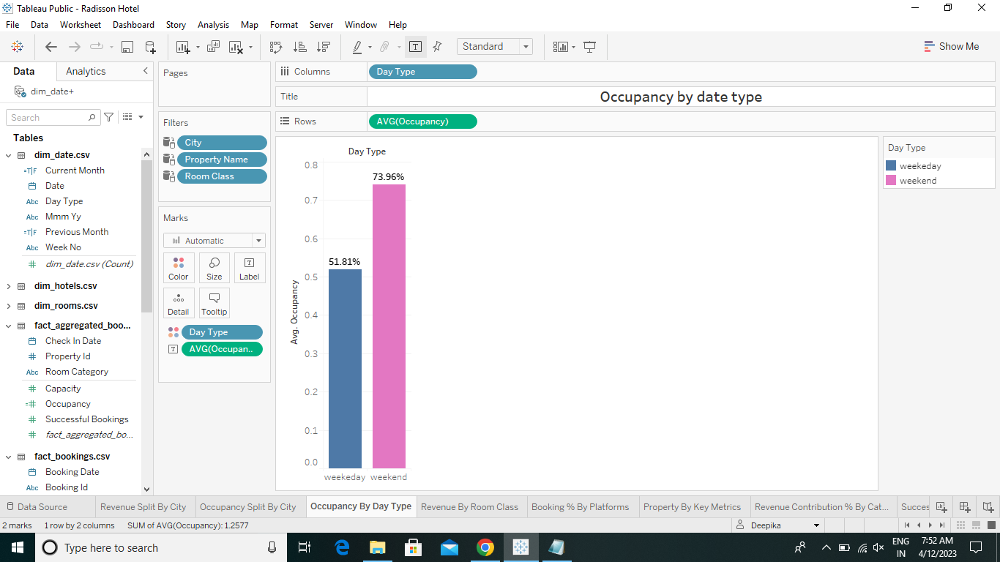 Tableau Public - Radisson Hotel
File Data Worksheet Dashboard Story Analysis Map Format Server Window Help
Standard
Show Me
Data Analytics
dim_date+
Search
Tables
dim_date.csv
=T|F Current Month
Date
Abc Day Type
Abc Mmm Yy
=T|F Previous Month
Abc Week No
# dim_date.csv (Count)
dim_hotels.csv
dim_rooms.csv
fact_aggregated_boo...
Check In Date
# Property Id
Abc Room Category
# Capacity
=# Occupancy
# Successful Bookings
# fact_aggregated_bo...
fact_bookings.csv
Booking Date
Abc Booking Id
Pages
Filters
City
Property Name
Room Class
Marks
Automatic
Color Size Label
Detail Tooltip
Day Type
AVG(Occupan..
Columns Day Type
Title Occupancy by date type
Rows AVG(Occupancy)
Day Type
0.8
73.96%
0.7
0.6
51.81%
0.5
0.4
0.3
0.2
0.1
0.0
Avg. Occupancy
weekeday weekend
Day Type
weekeday
weekend
Data Source Revenue Split By City Occupancy Split By City Occupancy By Day Type Revenue By Room Class Booking % By Platforms Property By Key Metrics Revenue Contribution % By Cat... Succes
2 marks 1 row by 2 columns SUM of AVG(Occupancy): 1.2577 Deepika
Type here to search
ENG
IN
7:52 AM
4/12/2023